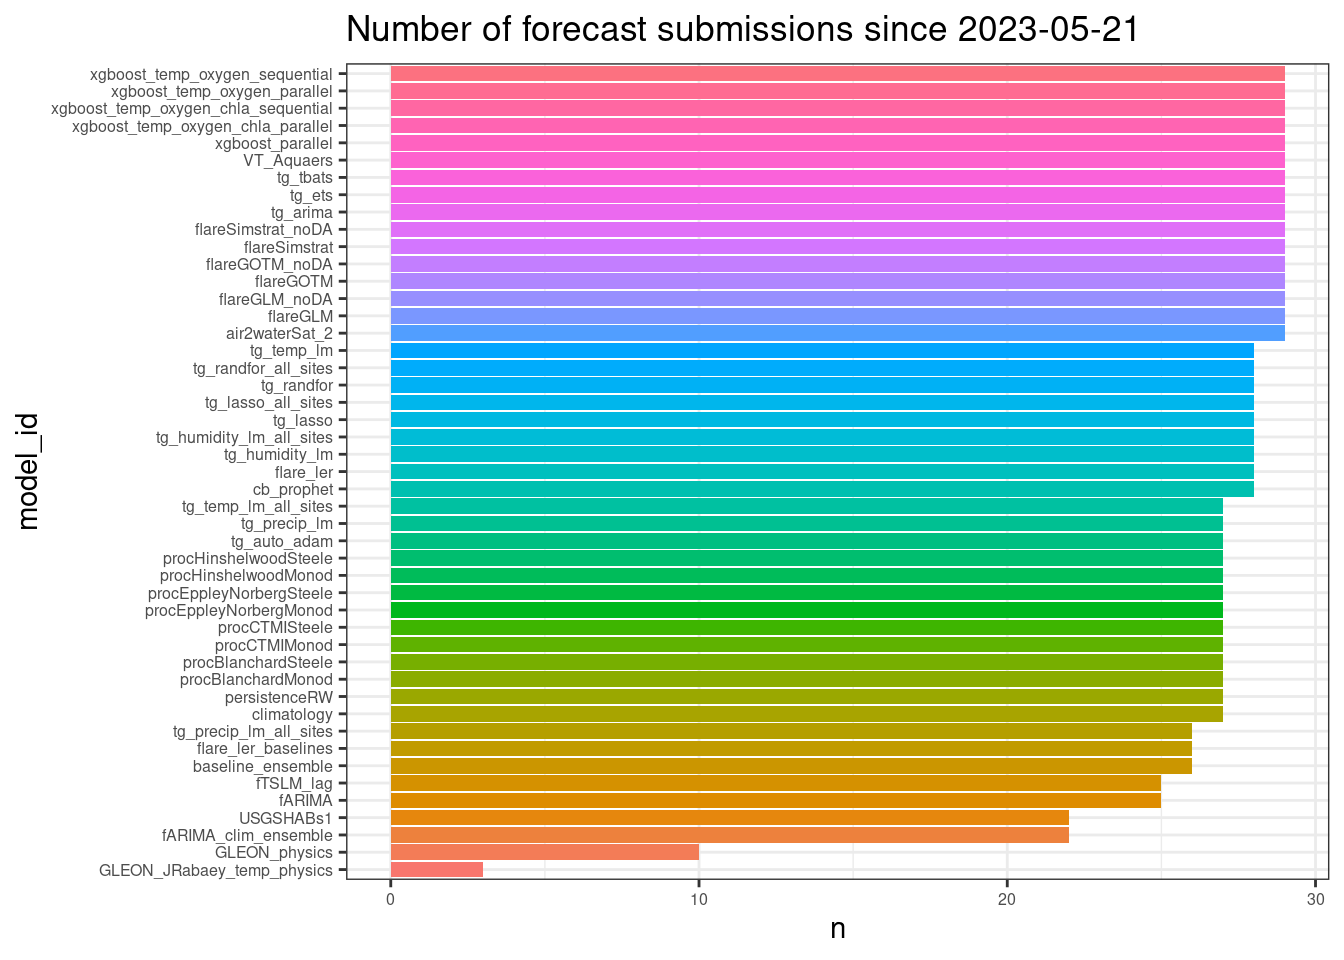 Number of forecast submissions since 2023-05-21
xgboost_temp_oxygen_sequential
xgboost_temp_oxygen_parallel
xgboost_temp_oxygen_chla_sequential
xgboost_temp_oxygen_chla_parallel
xgboost_parallel
VT_Aquaers
tg_tbats
tg_ets
tg_arima
flareSimstrat_noDA
flareSimstrat
flareGOTM_noDA
flareGOTM
flareGLM_noDA
flareGLM
air2waterSat_2
tg_temp_lm
tg_randfor_all_sites
tg_randfor
tg_lasso_all_sites
tg_lasso
tg_humidity_lm_all_sites
tg_humidity_lm
flare_ler
cb_prophet
tg_temp_lm_all_sites
tg_precip_lm
tg_auto_adam
procHinshelwoodSteele
procHinshelwoodMonod
procEppleyNorbergSteele
procEppleyNorbergMonod
procCTMISteele
procCTMIMonod
procBlanchardSteele
procBlanchardMonod
persistenceRW
climatology
tg_precip_lm_all_sites
flare_ler_baselines
baseline_ensemble
fTSLM_lag
fARIMA
USGSHABs1
fARIMA_clim_ensemble
GLEON_physics
GLEON_JRabaey_temp_physics
model_id
0 10 20 30
n